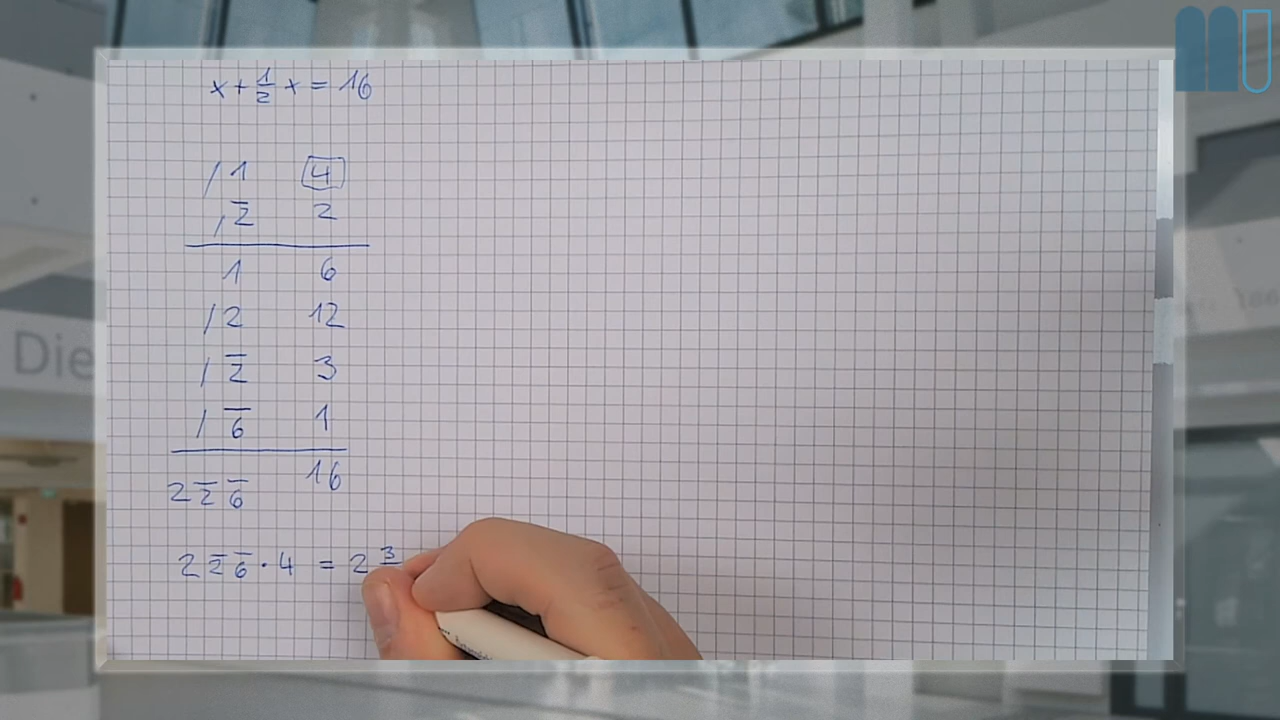 x + 1/2 x = 16
/ 1 4
/ 2̅ 2
1 6
/ 2 12
/ 2̅ 3
/ 6̅ 1
2 2̅ 6̅ 16
2 2̅ 6̅ · 4 = 2 3
Die